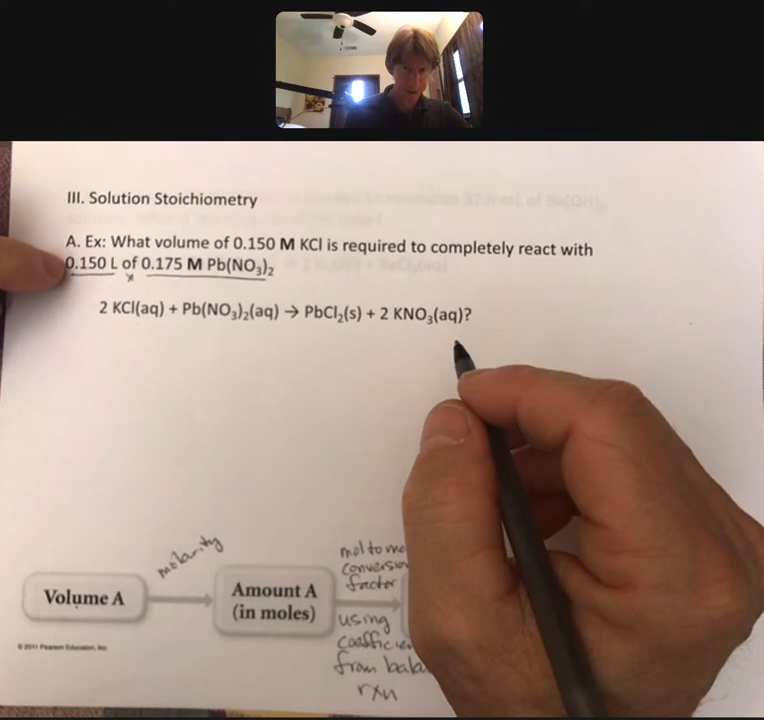 III. Solution Stoichiometry
A. Ex: What volume of 0.150 M KCl is required to completely react with
0.150 L of 0.175 M Pb(NO₃)₂
2 KCl(aq) + Pb(NO₃)₂(aq) → PbCl₂(s) + 2 KNO₃(aq)?
molarity
mol to mo
conversion
factor
Volume A
Amount A
(in moles)
using
coefficien
from bala
rxn
© 2011 Pearson Education, Inc.